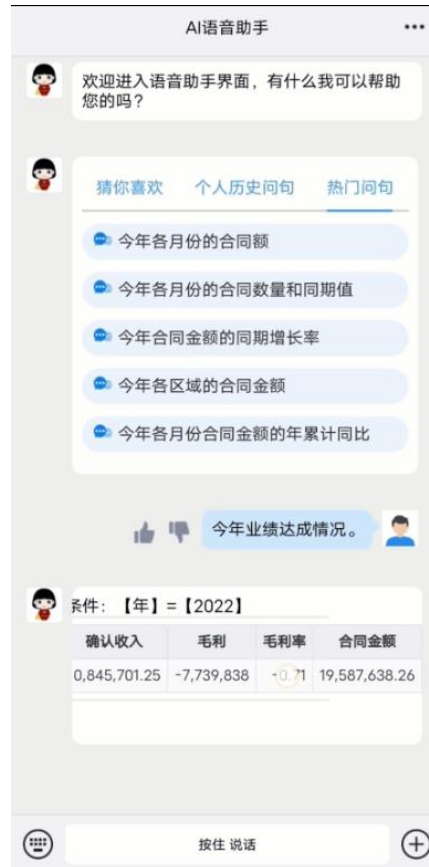 AI语音助手
欢迎进入语音助手界面，有什么我可以帮助
您的吗？
猜你喜欢 个人历史问句 热门问句
今年各月份的合同额
今年各月份的合同数量和同期值
今年合同金额的同期增长率
今年各区域的合同金额
今年各月份合同金额的年累计同比
今年业绩达成情况。
条件：【年】=【2022】
确认收入 毛利 毛利率 合同金额
0,845,701.25 -7,739,838 -0.71 19,587,638.26
按住 说话